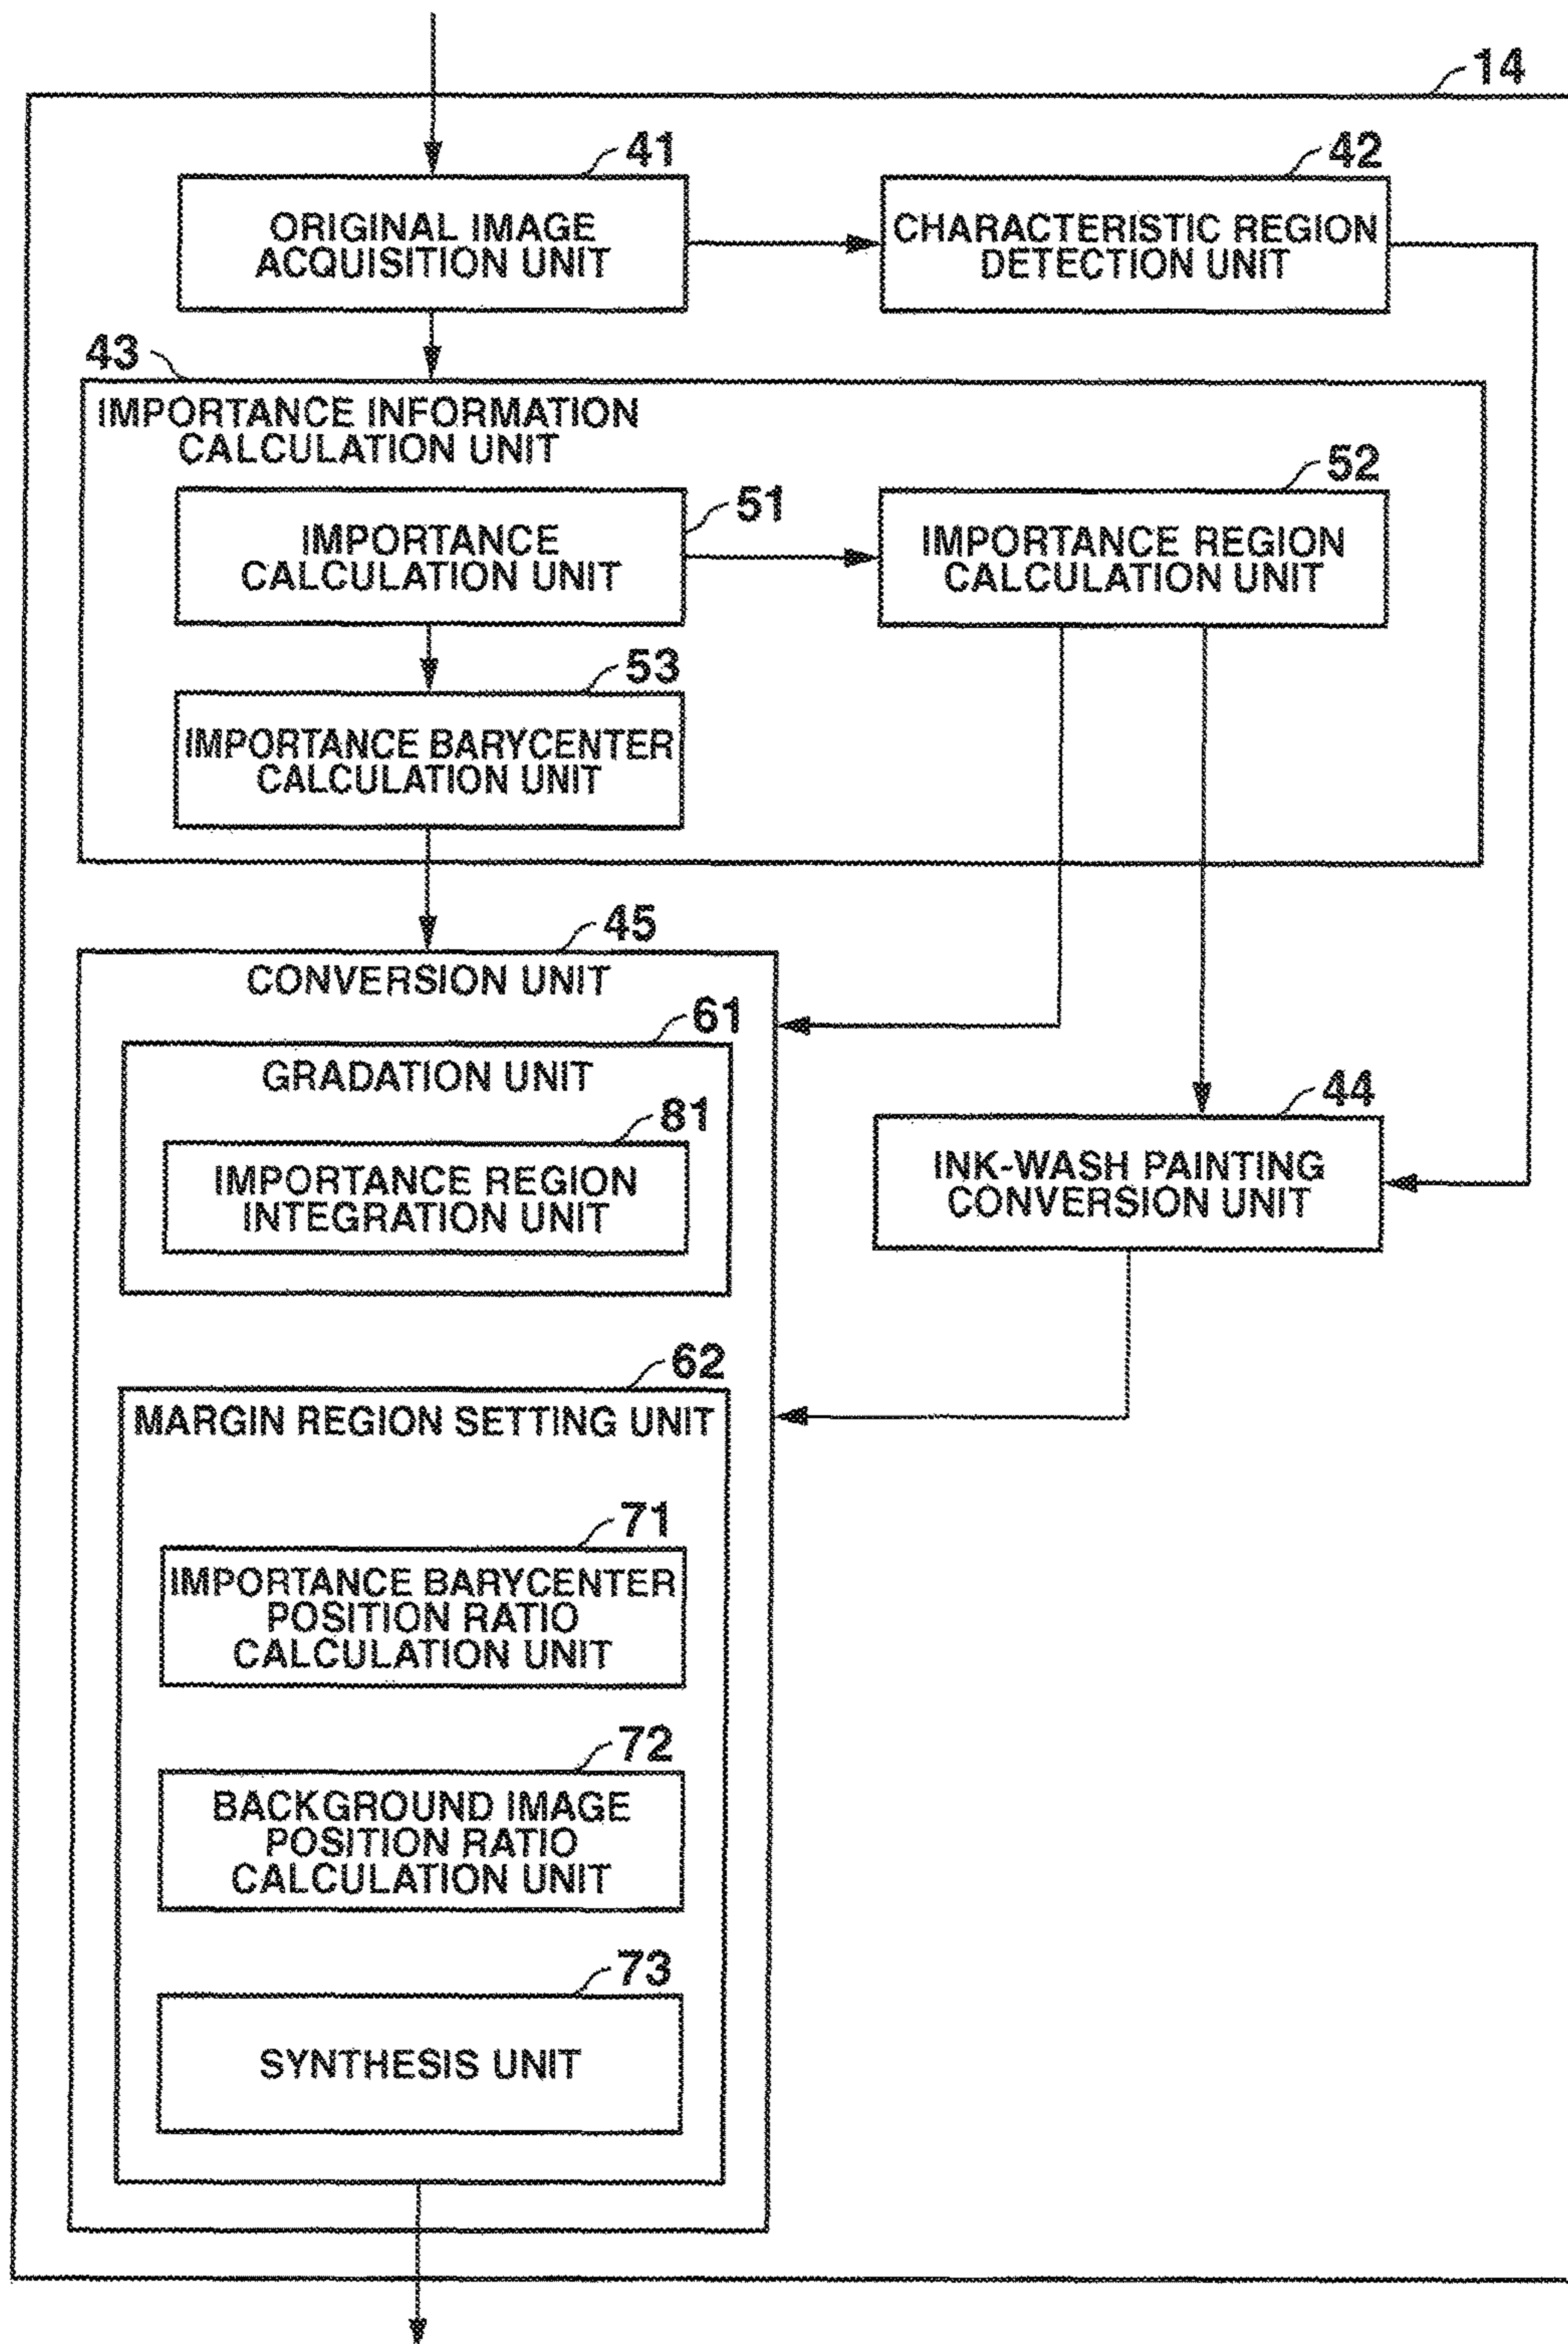 14
41
ORIGINAL IMAGE
ACQUISITION UNIT
42
CHARACTERISTIC REGION
DETECTION UNIT
43
IMPORTANCE INFORMATION
CALCULATION UNIT
51
IMPORTANCE
CALCULATION UNIT
52
IMPORTANCE REGION
CALCULATION UNIT
53
IMPORTANCE BARYCENTER
CALCULATION UNIT
45
CONVERSION UNIT
61
GRADATION UNIT
81
IMPORTANCE REGION
INTEGRATION UNIT
44
INK-WASH PAINTING
CONVERSION UNIT
62
MARGIN REGION SETTING UNIT
71
IMPORTANCE BARYCENTER
POSITION RATIO
CALCULATION UNIT
72
BACKGROUND IMAGE
POSITION RATIO
CALCULATION UNIT
73
SYNTHESIS UNIT